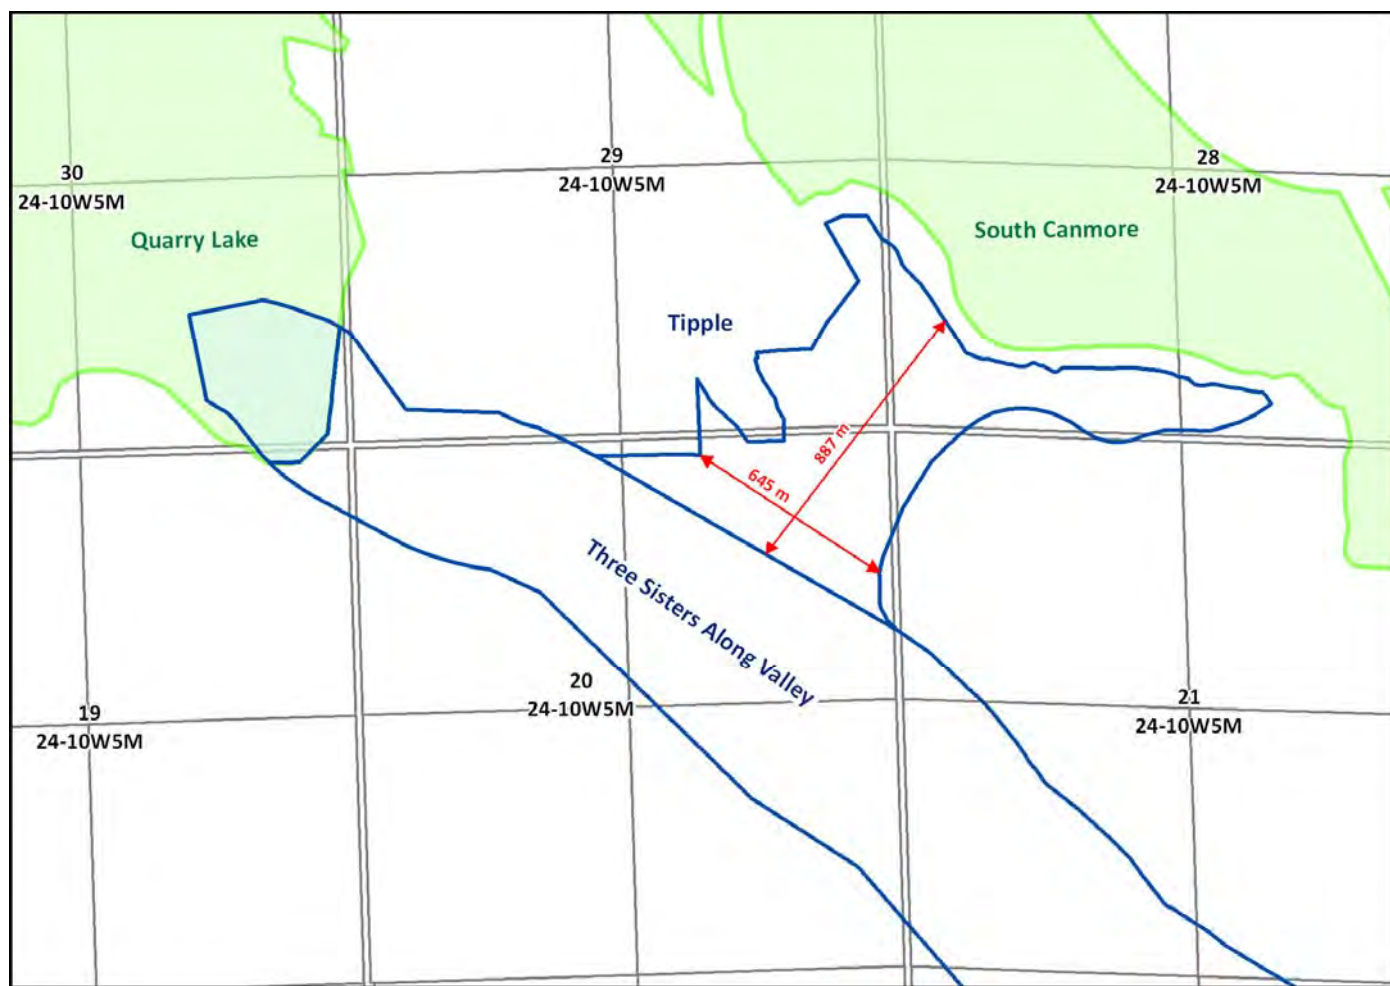 29
24-10W5M
28
24-10W5M
30
24-10W5M
Quarry Lake
South Canmore
Tipple
887 m
645 m
Three Sisters Along Valley
20
24-10W5M
21
24-10W5M
19
24-10W5M